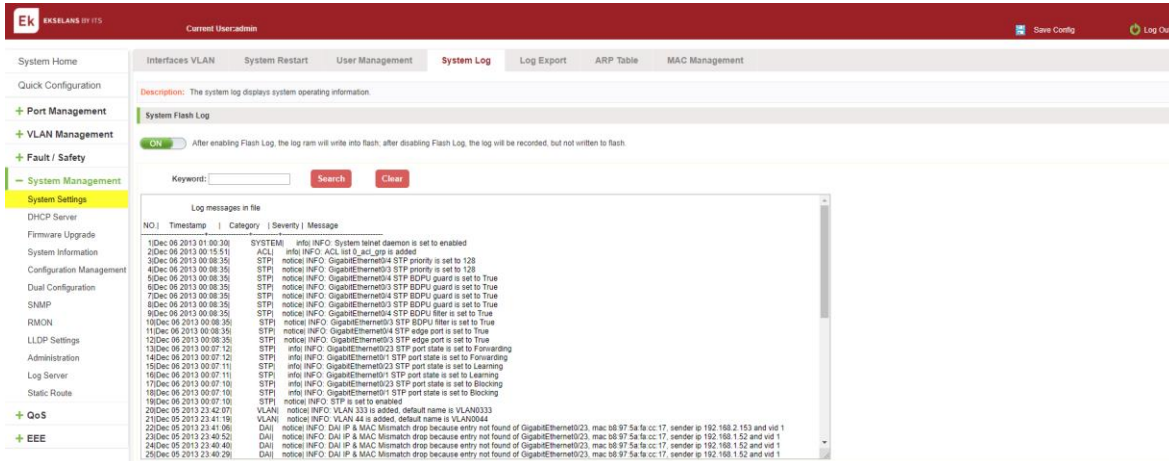 Ek EKSELANS BY ITS
Current User:admin
Save Config
Log Ou
System Home
Quick Configuration
+ Port Management
+ VLAN Management
+ Fault / Safety
− System Management
System Settings
DHCP Server
Firmware Upgrade
System Information
Configuration Management
Dual Configuration
SNMP
RMON
LLDP Settings
Administration
Log Server
Static Route
+ QoS
+ EEE
Interfaces VLAN System Restart User Management System Log Log Export ARP Table MAC Management
Description: The system log displays system operating information.
System Flash Log
ON After enabling Flash Log, the log ram will write into flash; after disabling Flash Log, the log will be recorded, but not written to flash.
Keyword: Search Clear
Log messages in file
NO.| Timestamp | Category | Severity | Message
1|Dec 06 2013 01:00:30| SYSTEM| info| INFO: System telnet daemon is set to enabled
2|Dec 06 2013 00:15:51| ACL| info| INFO: ACL list 0_acl_grp is added
3|Dec 06 2013 00:08:35| STP| notice| INFO: GigabitEthernet0/4 STP priority is set to 128
4|Dec 06 2013 00:08:35| STP| notice| INFO: GigabitEthernet0/3 STP priority is set to 128
5|Dec 06 2013 00:08:35| STP| notice| INFO: GigabitEthernet0/4 STP BDPU guard is set to True
6|Dec 06 2013 00:08:35| STP| notice| INFO: GigabitEthernet0/3 STP BDPU guard is set to True
7|Dec 06 2013 00:08:35| STP| notice| INFO: GigabitEthernet0/4 STP BDPU guard is set to True
8|Dec 06 2013 00:08:35| STP| notice| INFO: GigabitEthernet0/3 STP BDPU guard is set to True
9|Dec 06 2013 00:08:35| STP| notice| INFO: GigabitEthernet0/4 STP BDPU filter is set to True
10|Dec 06 2013 00:08:35| STP| notice| INFO: GigabitEthernet0/3 STP BDPU filter is set to True
11|Dec 06 2013 00:08:35| STP| notice| INFO: GigabitEthernet0/4 STP edge port is set to True
12|Dec 06 2013 00:08:35| STP| notice| INFO: GigabitEthernet0/3 STP edge port is set to True
13|Dec 06 2013 00:07:12| STP| info| INFO: GigabitEthernet0/23 STP port state is set to Forwarding
14|Dec 06 2013 00:07:12| STP| info| INFO: GigabitEthernet0/1 STP port state is set to Forwarding
15|Dec 06 2013 00:07:11| STP| info| INFO: GigabitEthernet0/23 STP port state is set to Learning
16|Dec 06 2013 00:07:11| STP| info| INFO: GigabitEthernet0/1 STP port state is set to Learning
17|Dec 06 2013 00:07:10| STP| info| INFO: GigabitEthernet0/23 STP port state is set to Blocking
18|Dec 06 2013 00:07:10| STP| info| INFO: GigabitEthernet0/1 STP port state is set to Blocking
19|Dec 06 2013 00:07:10| STP| notice| INFO: STP is set to enabled
20|Dec 05 2013 23:42:07| VLAN| notice| INFO: VLAN 333 is added, default name is VLAN0333
21|Dec 05 2013 23:41:19| VLAN| notice| INFO: VLAN 44 is added, default name is VLAN0044
22|Dec 05 2013 23:41:06| DAI| notice| INFO: DAI IP & MAC Mismatch drop because entry not found of GigabitEthernet0/23, mac b8:97:5a:fa:cc:17, sender ip 192.168.2.153 and vid 1
23|Dec 05 2013 23:40:52| DAI| notice| INFO: DAI IP & MAC Mismatch drop because entry not found of GigabitEthernet0/23, mac b8:97:5a:fa:cc:17, sender ip 192.168.1.52 and vid 1
24|Dec 05 2013 23:40:40| DAI| notice| INFO: DAI IP & MAC Mismatch drop because entry not found of GigabitEthernet0/23, mac b8:97:5a:fa:cc:17, sender ip 192.168.1.52 and vid 1
25|Dec 05 2013 23:40:29| DAI| notice| INFO: DAI IP & MAC Mismatch drop because entry not found of GigabitEthernet0/23, mac b8:97:5a:fa:cc:17, sender ip 192.168.1.52 and vid 1